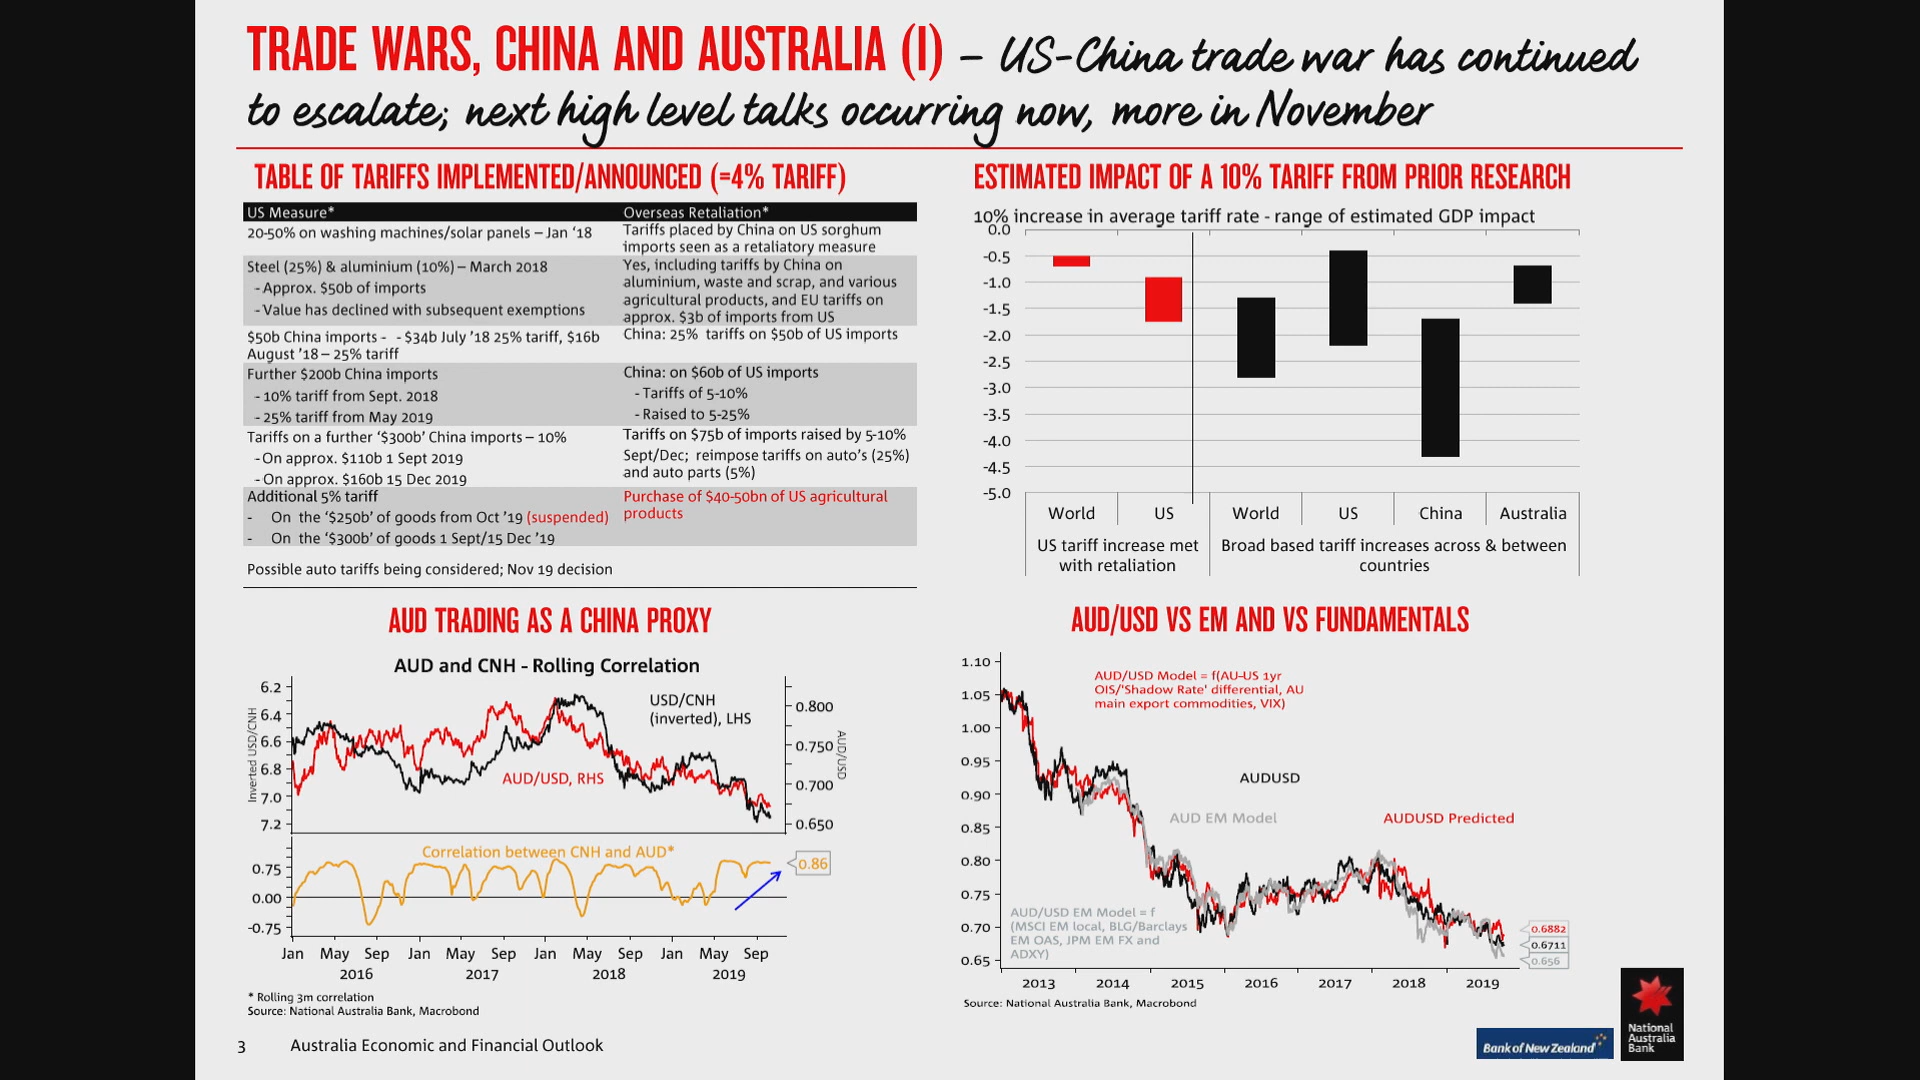 TRADE WARS, CHINA AND AUSTRALIA (I) – US-China trade war has continued
to escalate; next high level talks occurring now, more in November
TABLE OF TARIFFS IMPLEMENTED/ANNOUNCED (=4% TARIFF)
US Measure*
Overseas Retaliation*
20-50% on washing machines/solar panels – Jan ‘18
Tariffs placed by China on US sorghum
imports seen as a retaliatory measure
Steel (25%) & aluminium (10%) – March 2018
- Approx. $50b of imports
- Value has declined with subsequent exemptions
Yes, including tariffs by China on
aluminium, waste and scrap, and various
agricultural products, and EU tariffs on
approx. $3b of imports from US
$50b China imports - - $34b July ’18 25% tariff, $16b
August ’18 – 25% tariff
China: 25% tariffs on $50b of US imports
Further $200b China imports
- 10% tariff from Sept. 2018
- 25% tariff from May 2019
China: on $60b of US imports
- Tariffs of 5-10%
- Raised to 5-25%
Tariffs on a further ‘$300b’ China imports – 10%
- On approx. $110b 1 Sept 2019
- On approx. $160b 15 Dec 2019
Tariffs on $75b of imports raised by 5-10%
Sept/Dec; reimpose tariffs on auto’s (25%)
and auto parts (5%)
Additional 5% tariff
- On the ‘$250b’ of goods from Oct ’19 (suspended)
- On the ‘$300b’ of goods 1 Sept/15 Dec ’19
Purchase of $40-50bn of US agricultural
products
Possible auto tariffs being considered; Nov 19 decision
ESTIMATED IMPACT OF A 10% TARIFF FROM PRIOR RESEARCH
10% increase in average tariff rate - range of estimated GDP impact
0.0
-0.5
-1.0
-1.5
-2.0
-2.5
-3.0
-3.5
-4.0
-4.5
-5.0
World US World US China Australia
US tariff increase met
with retaliation
Broad based tariff increases across & between
countries
AUD TRADING AS A CHINA PROXY
AUD and CNH - Rolling Correlation
Inverted USD/CNH
6.2
6.4
6.6
6.8
7.0
7.2
USD/CNH
(inverted), LHS
AUD/USD, RHS
0.800
0.750
0.700
0.650
AUD/USD
Correlation between CNH and AUD*
0.75
0.00
-0.75
0.86
Jan May Sep Jan May Sep Jan May Sep Jan May Sep
2016 2017 2018 2019
* Rolling 3m correlation
Source: National Australia Bank, Macrobond
AUD/USD VS EM AND VS FUNDAMENTALS
1.10
1.05
1.00
0.95
0.90
0.85
0.80
0.75
0.70
0.65
AUD/USD Model = f(AU-US 1yr
OIS/'Shadow Rate' differential, AU
main export commodities, VIX)
AUDUSD
AUD EM Model
AUDUSD Predicted
AUD/USD EM Model = f
(MSCI EM local, BLG/Barclays
EM OAS, JPM EM FX and
ADXY)
0.6882
0.6711
0.656
2013 2014 2015 2016 2017 2018 2019
Source: National Australia Bank, Macrobond
3 Australia Economic and Financial Outlook
Bank of New Zealand
National
Australia
Bank